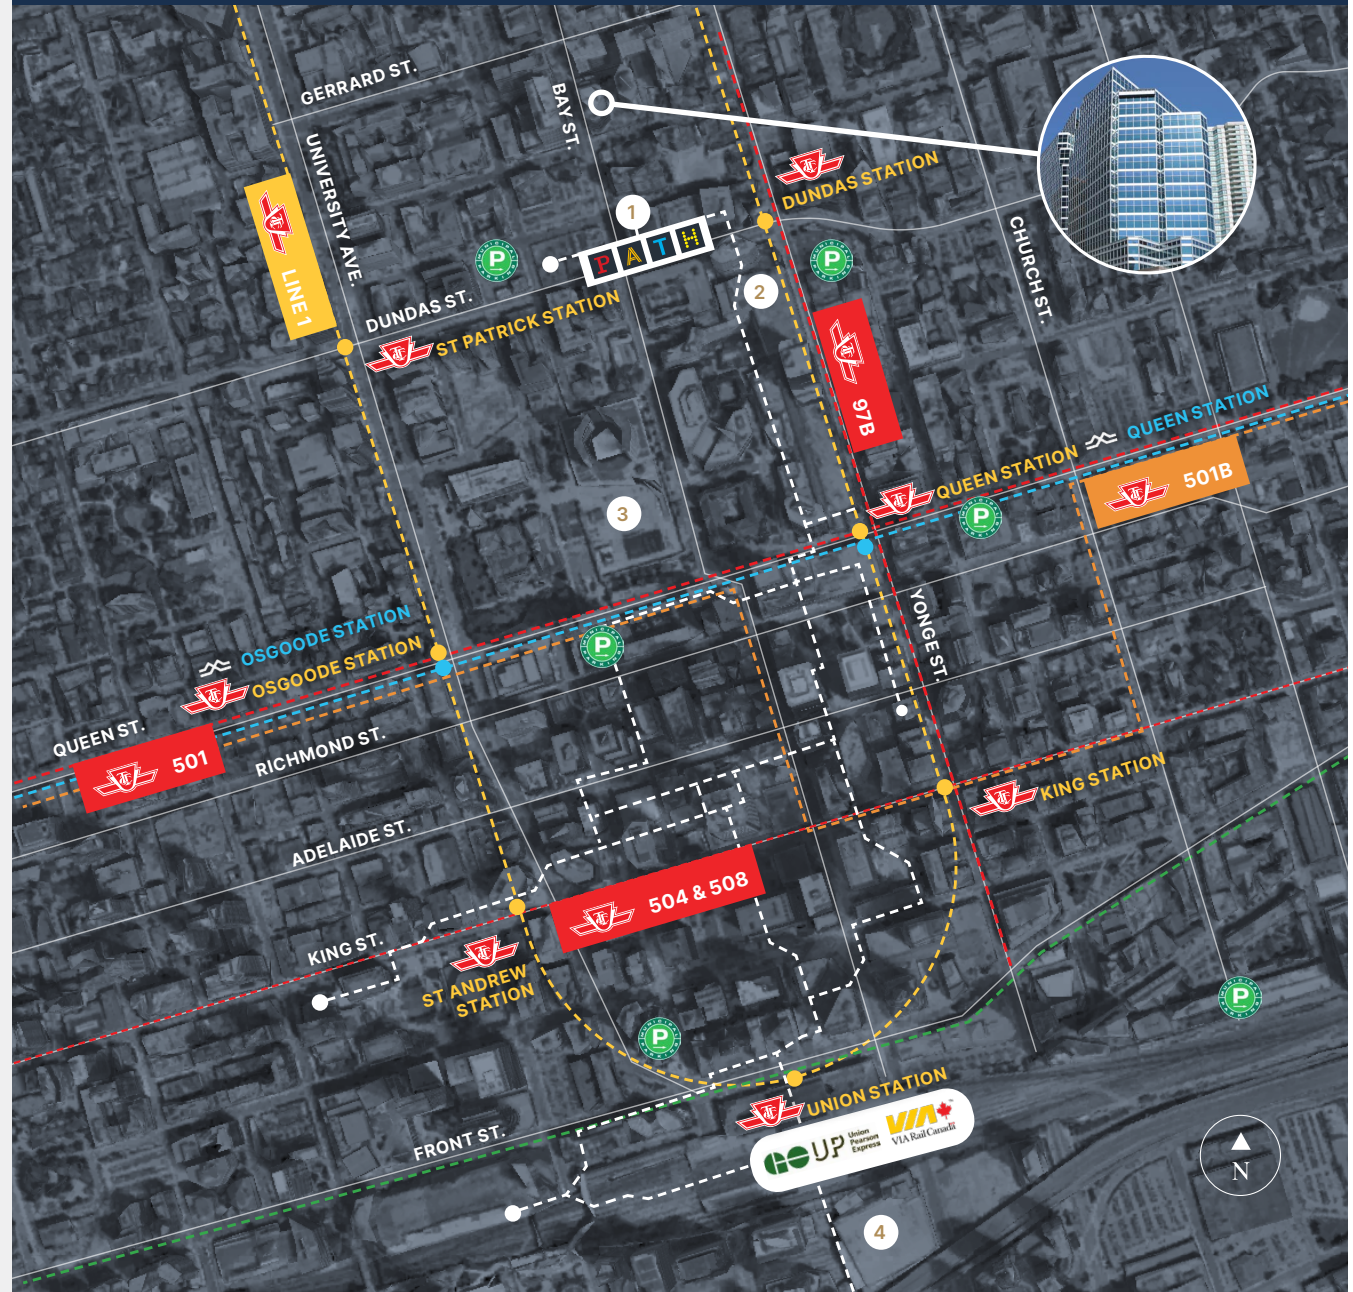 GERRARD ST.
BAY ST.
UNIVERSITY AVE.
DUNDAS STATION
1
PATH
P
P
CHURCH ST.
LINE 1
2
DUNDAS ST.
ST PATRICK STATION
97B
QUEEN STATION
QUEEN STATION
501B
3
P
OSGOODE STATION
OSGOODE STATION
P
YONGE ST.
QUEEN ST.
501
RICHMOND ST.
KING STATION
ADELAIDE ST.
504 & 508
KING ST.
ST ANDREW
STATION
P
P
UNION STATION
GO UP Union
Pearson
Express
VIA
VIA Rail Canada
FRONT ST.
N
4